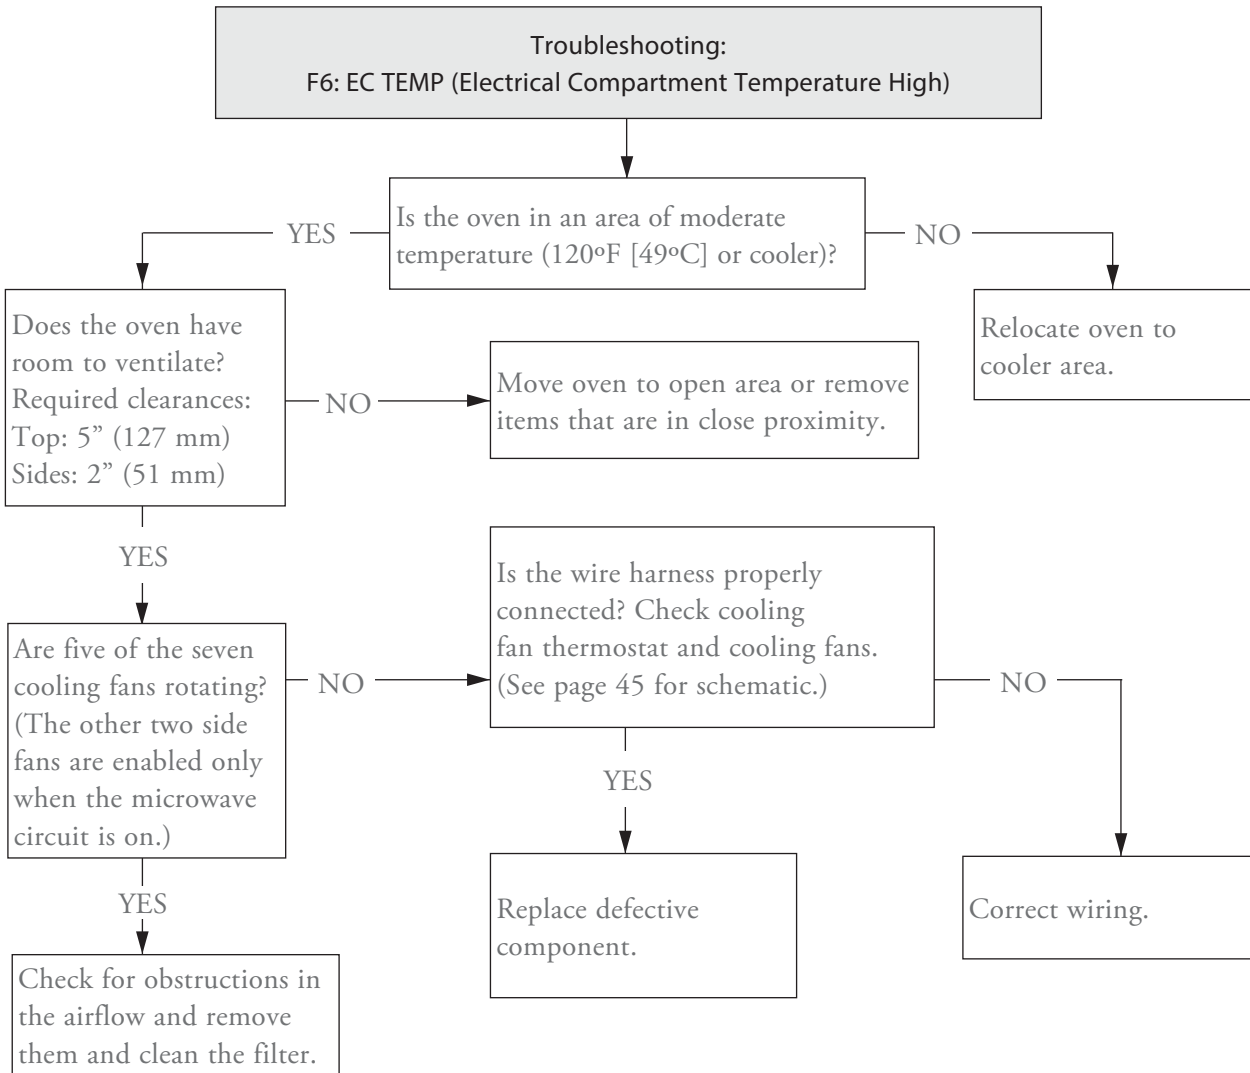 Troubleshooting:
F6: EC TEMP (Electrical Compartment Temperature High)
Is the oven in an area of moderate
temperature (120ºF [49ºC] or cooler)?
YES
NO
Does the oven have
room to ventilate?
Required clearances:
Top: 5” (127 mm)
Sides: 2” (51 mm)
NO
Move oven to open area or remove
items that are in close proximity.
Relocate oven to
cooler area.
YES
Are five of the seven
cooling fans rotating?
(The other two side
fans are enabled only
when the microwave
circuit is on.)
NO
Is the wire harness properly
connected? Check cooling
fan thermostat and cooling fans.
(See page 45 for schematic.)
NO
YES
YES
Replace defective
component.
Correct wiring.
Check for obstructions in
the airflow and remove
them and clean the filter.